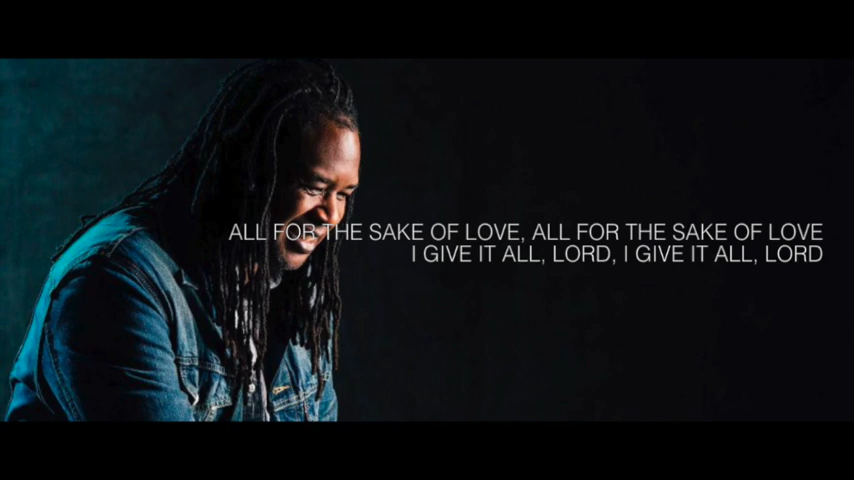 ALL FOR THE SAKE OF LOVE, ALL FOR THE SAKE OF LOVE
I GIVE IT ALL, LORD, I GIVE IT ALL, LORD